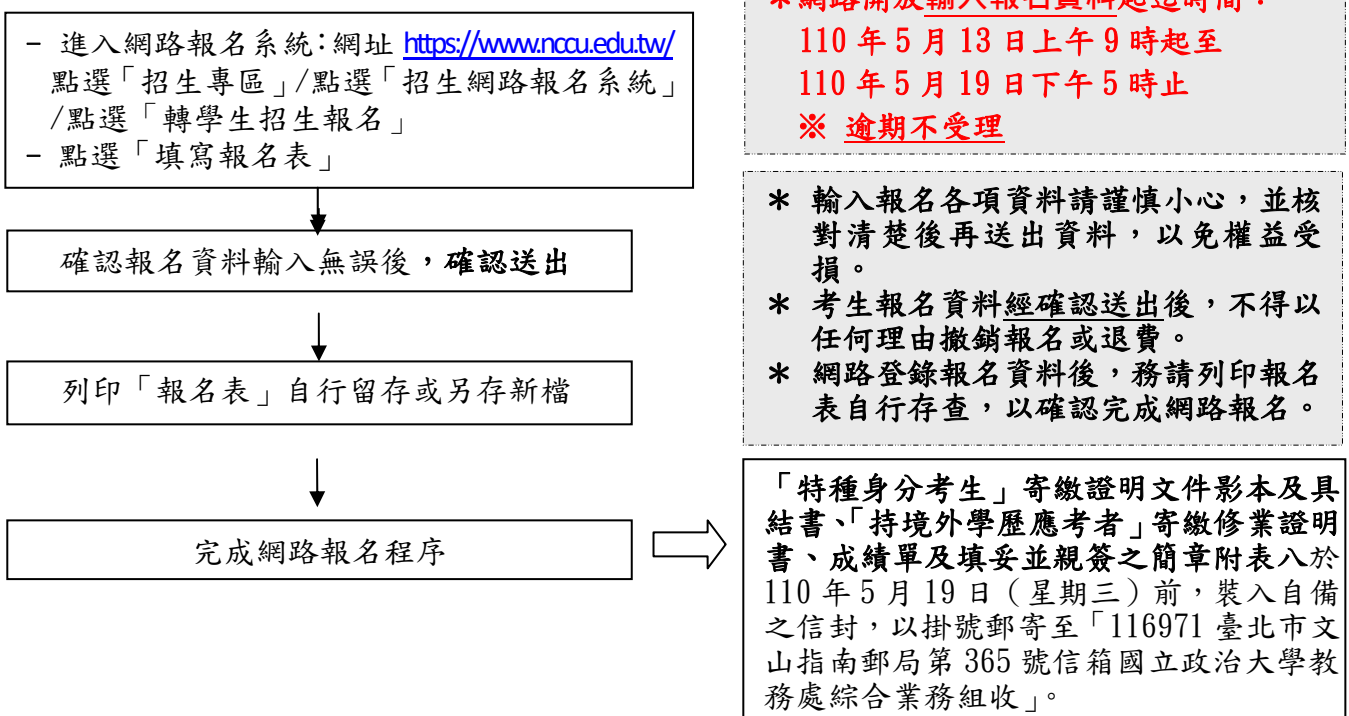 - 進入網路報名系統:網址 https://www.nccu.edu.tw/
點選「招生專區」/點選「招生網路報名系統」
/點選「轉學生招生報名」
- 點選「填寫報名表」
確認報名資料輸入無誤後，確認送出
列印「報名表」自行留存或另存新檔
完成網路報名程序
＊網路開放輸入報名資料起迄時間：
110 年 5 月 13 日上午 9 時起至
110 年 5 月 19 日下午 5 時止
※ 逾期不受理
＊ 輸入報名各項資料請謹慎小心，並核
對清楚後再送出資料，以免權益受
損。
＊ 考生報名資料經確認送出後，不得以
任何理由撤銷報名或退費。
＊ 網路登錄報名資料後，務請列印報名
表自行存查，以確認完成網路報名。
「特種身分考生」寄繳證明文件影本及具
結書、「持境外學歷應考者」寄繳修業證明
書、成績單及填妥並親簽之簡章附表八於
110 年 5 月 19 日（星期三）前，裝入自備
之信封，以掛號郵寄至「116971 臺北市文
山指南郵局第 365 號信箱國立政治大學教
務處綜合業務組收」。